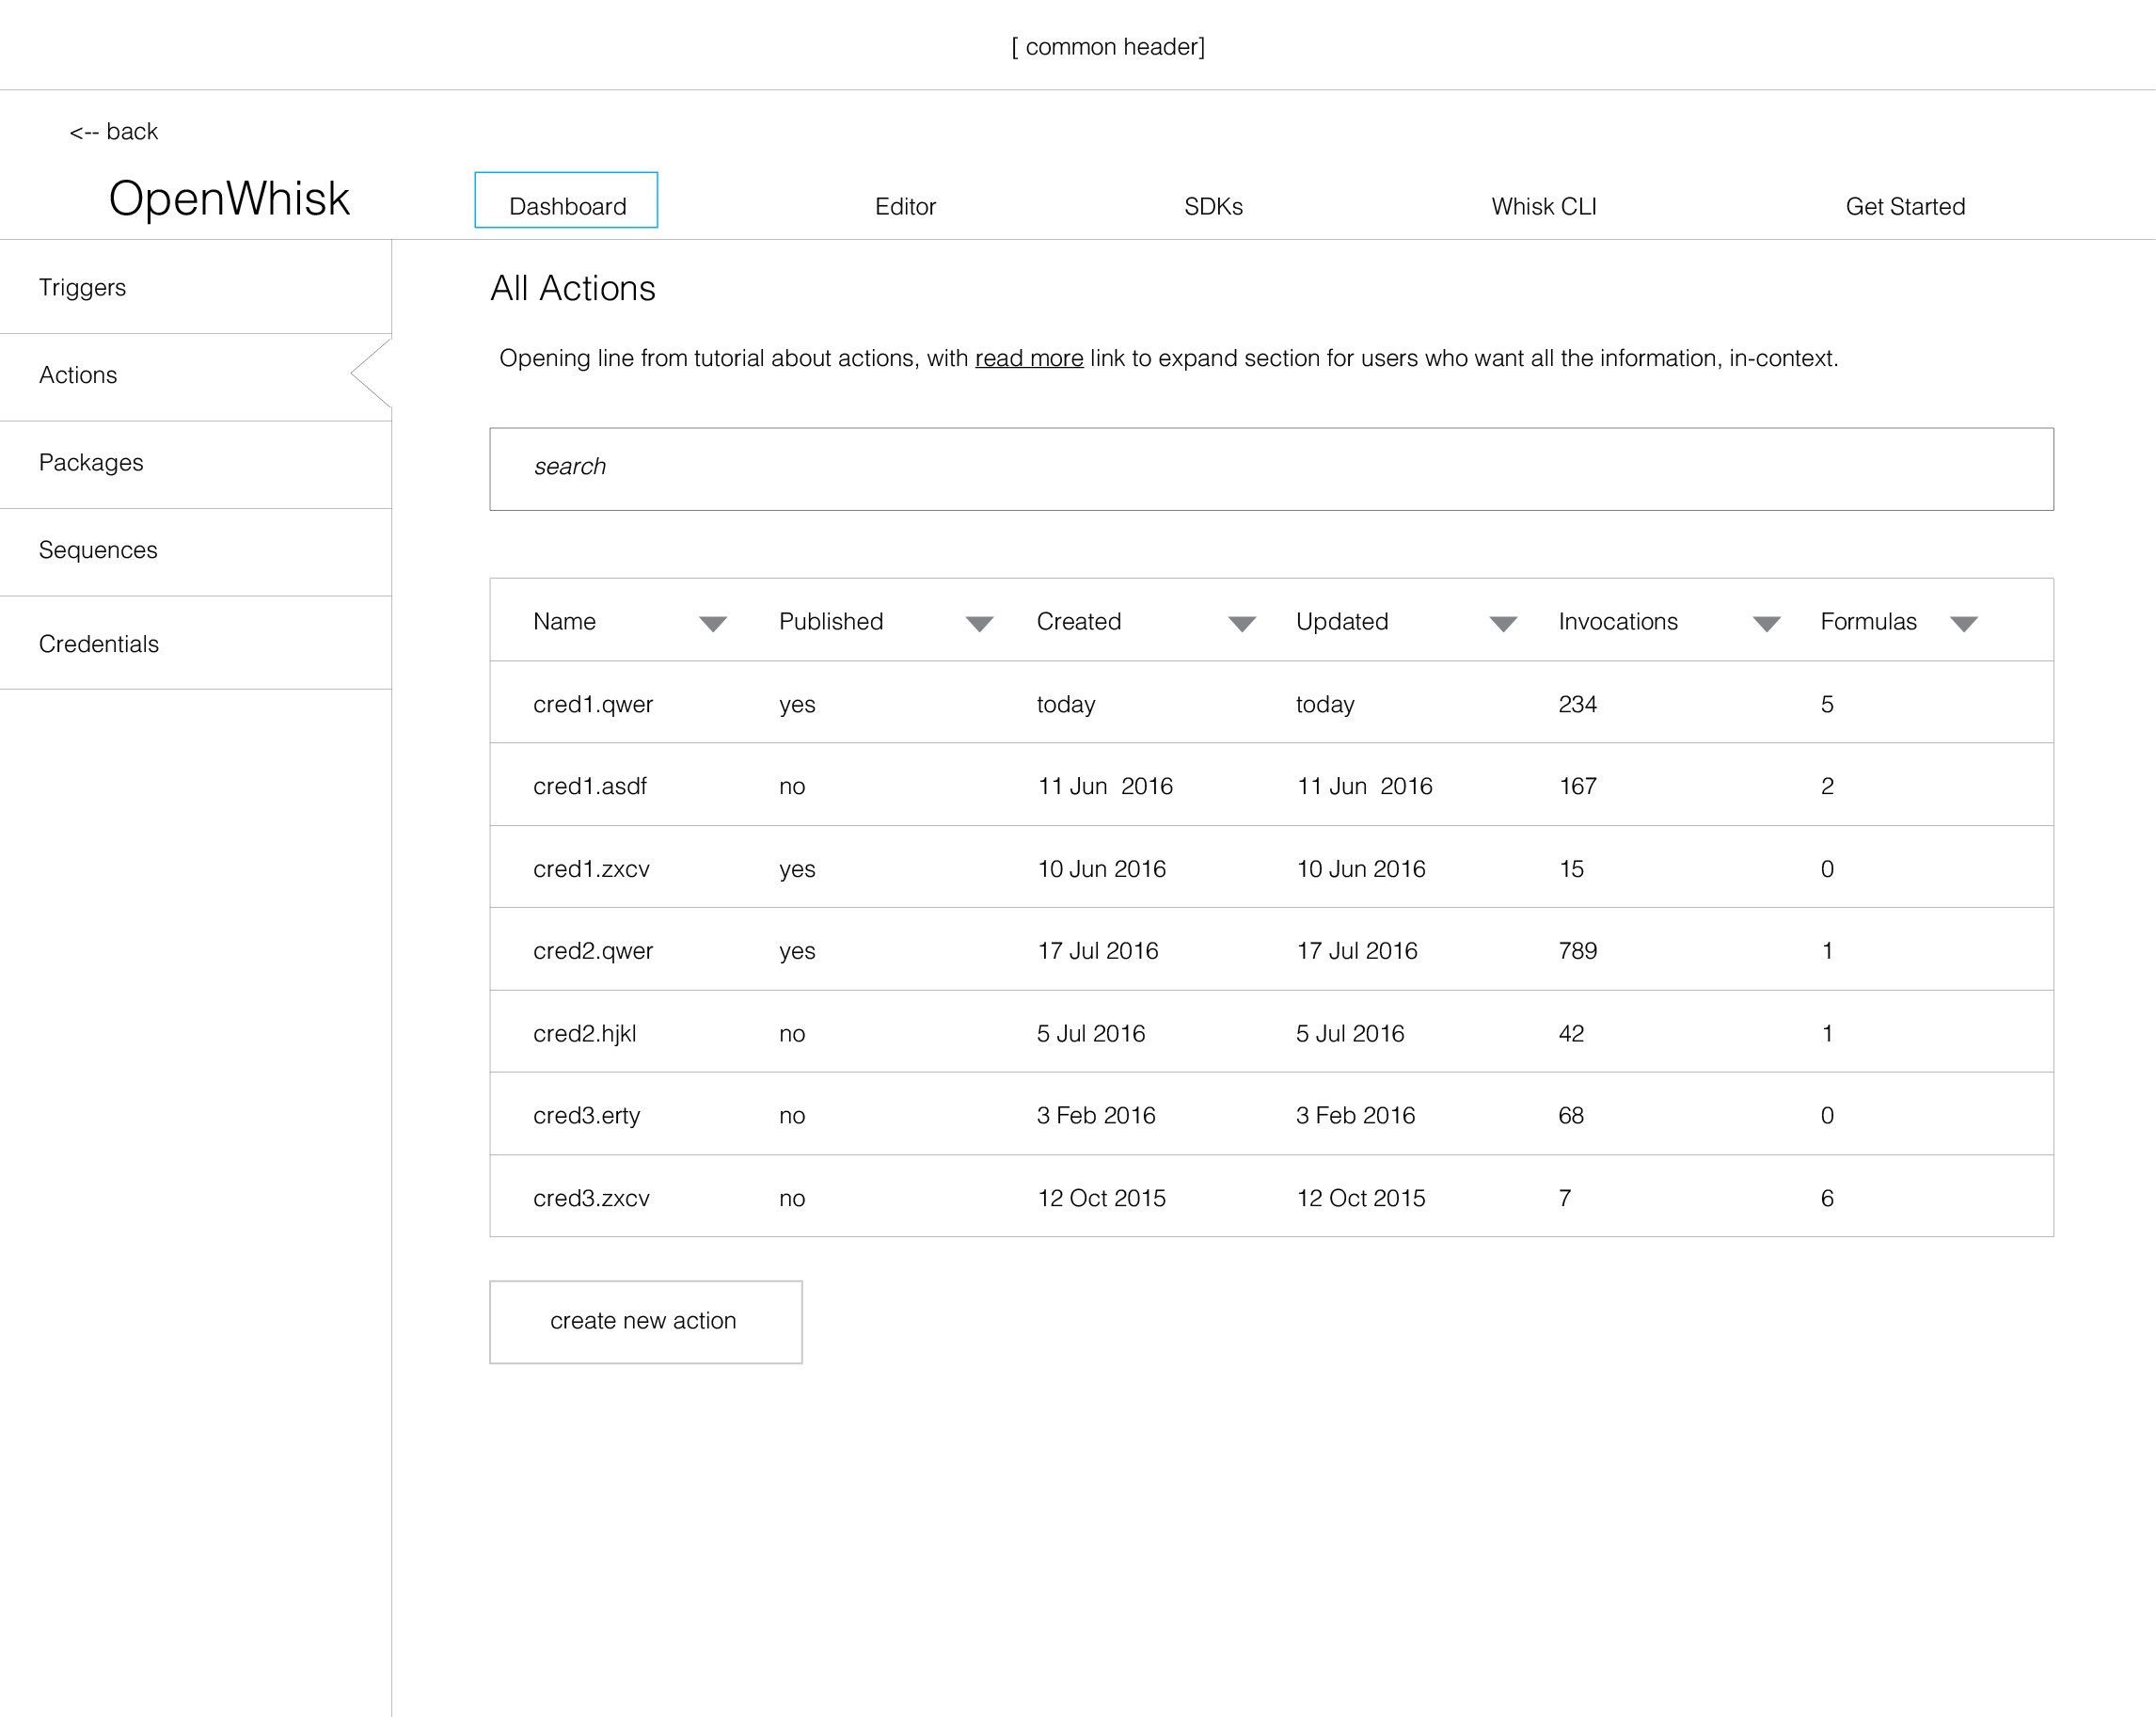 [ common header]
<-- back
OpenWhisk Dashboard Editor SDKs Whisk CLI Get Started
Triggers
Actions
Packages
Sequences
Credentials
All Actions
Opening line from tutorial about actions, with read more link to expand section for users who want all the information, in-context.
search
Name Published Created Updated Invocations Formulas
cred1.qwer yes today today 234 5
cred1.asdf no 11 Jun  2016 11 Jun  2016 167 2
cred1.zxcv yes 10 Jun 2016 10 Jun 2016 15 0
cred2.qwer yes 17 Jul 2016 17 Jul 2016 789 1
cred2.hjkl no 5 Jul 2016 5 Jul 2016 42 1
cred3.erty no 3 Feb 2016 3 Feb 2016 68 0
cred3.zxcv no 12 Oct 2015 12 Oct 2015 7 6
create new action